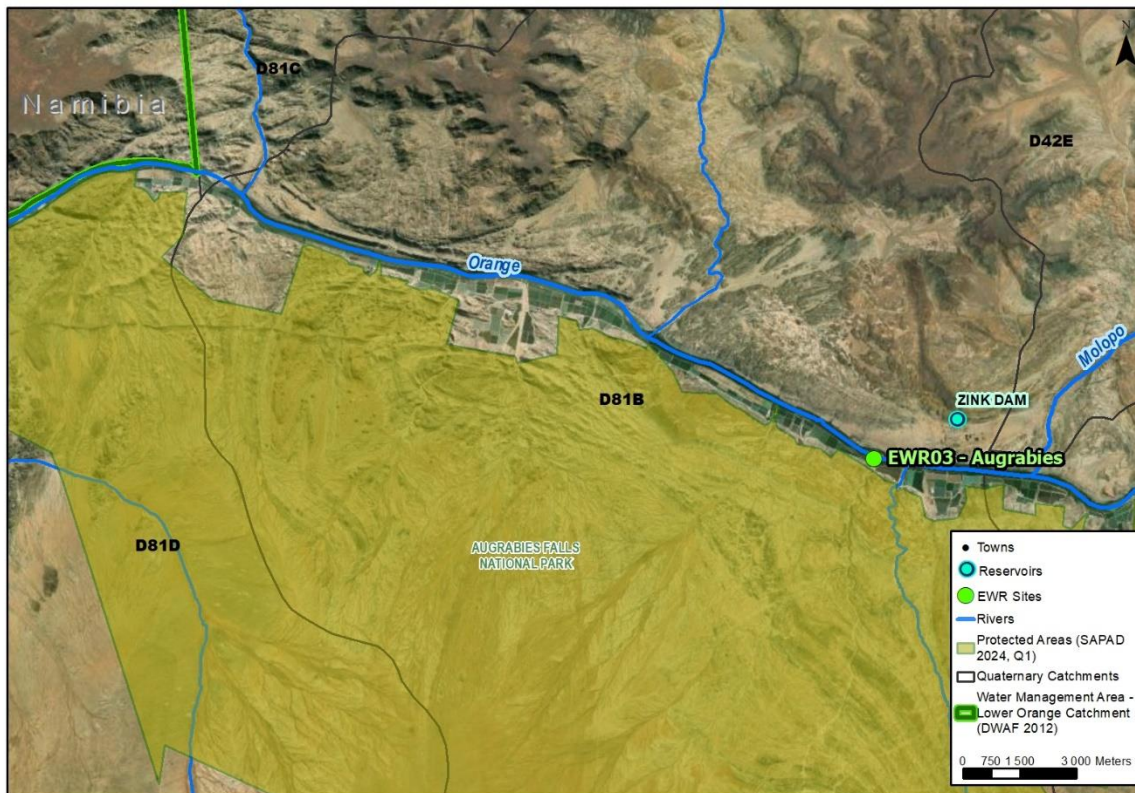 N
D81C
Namibia
D42E
Orange
Molopo
ZINK DAM
D81B
EWR03 - Augrabies
D81D
AUGRABIES FALLS
NATIONAL PARK
Towns
Reservoirs
EWR Sites
Rivers
Protected Areas (SAPAD
2024, Q1)
Quaternary Catchments
Water Management Area -
Lower Orange Catchment
(DWAF 2012)
0 750 1 500 3 000 Meters